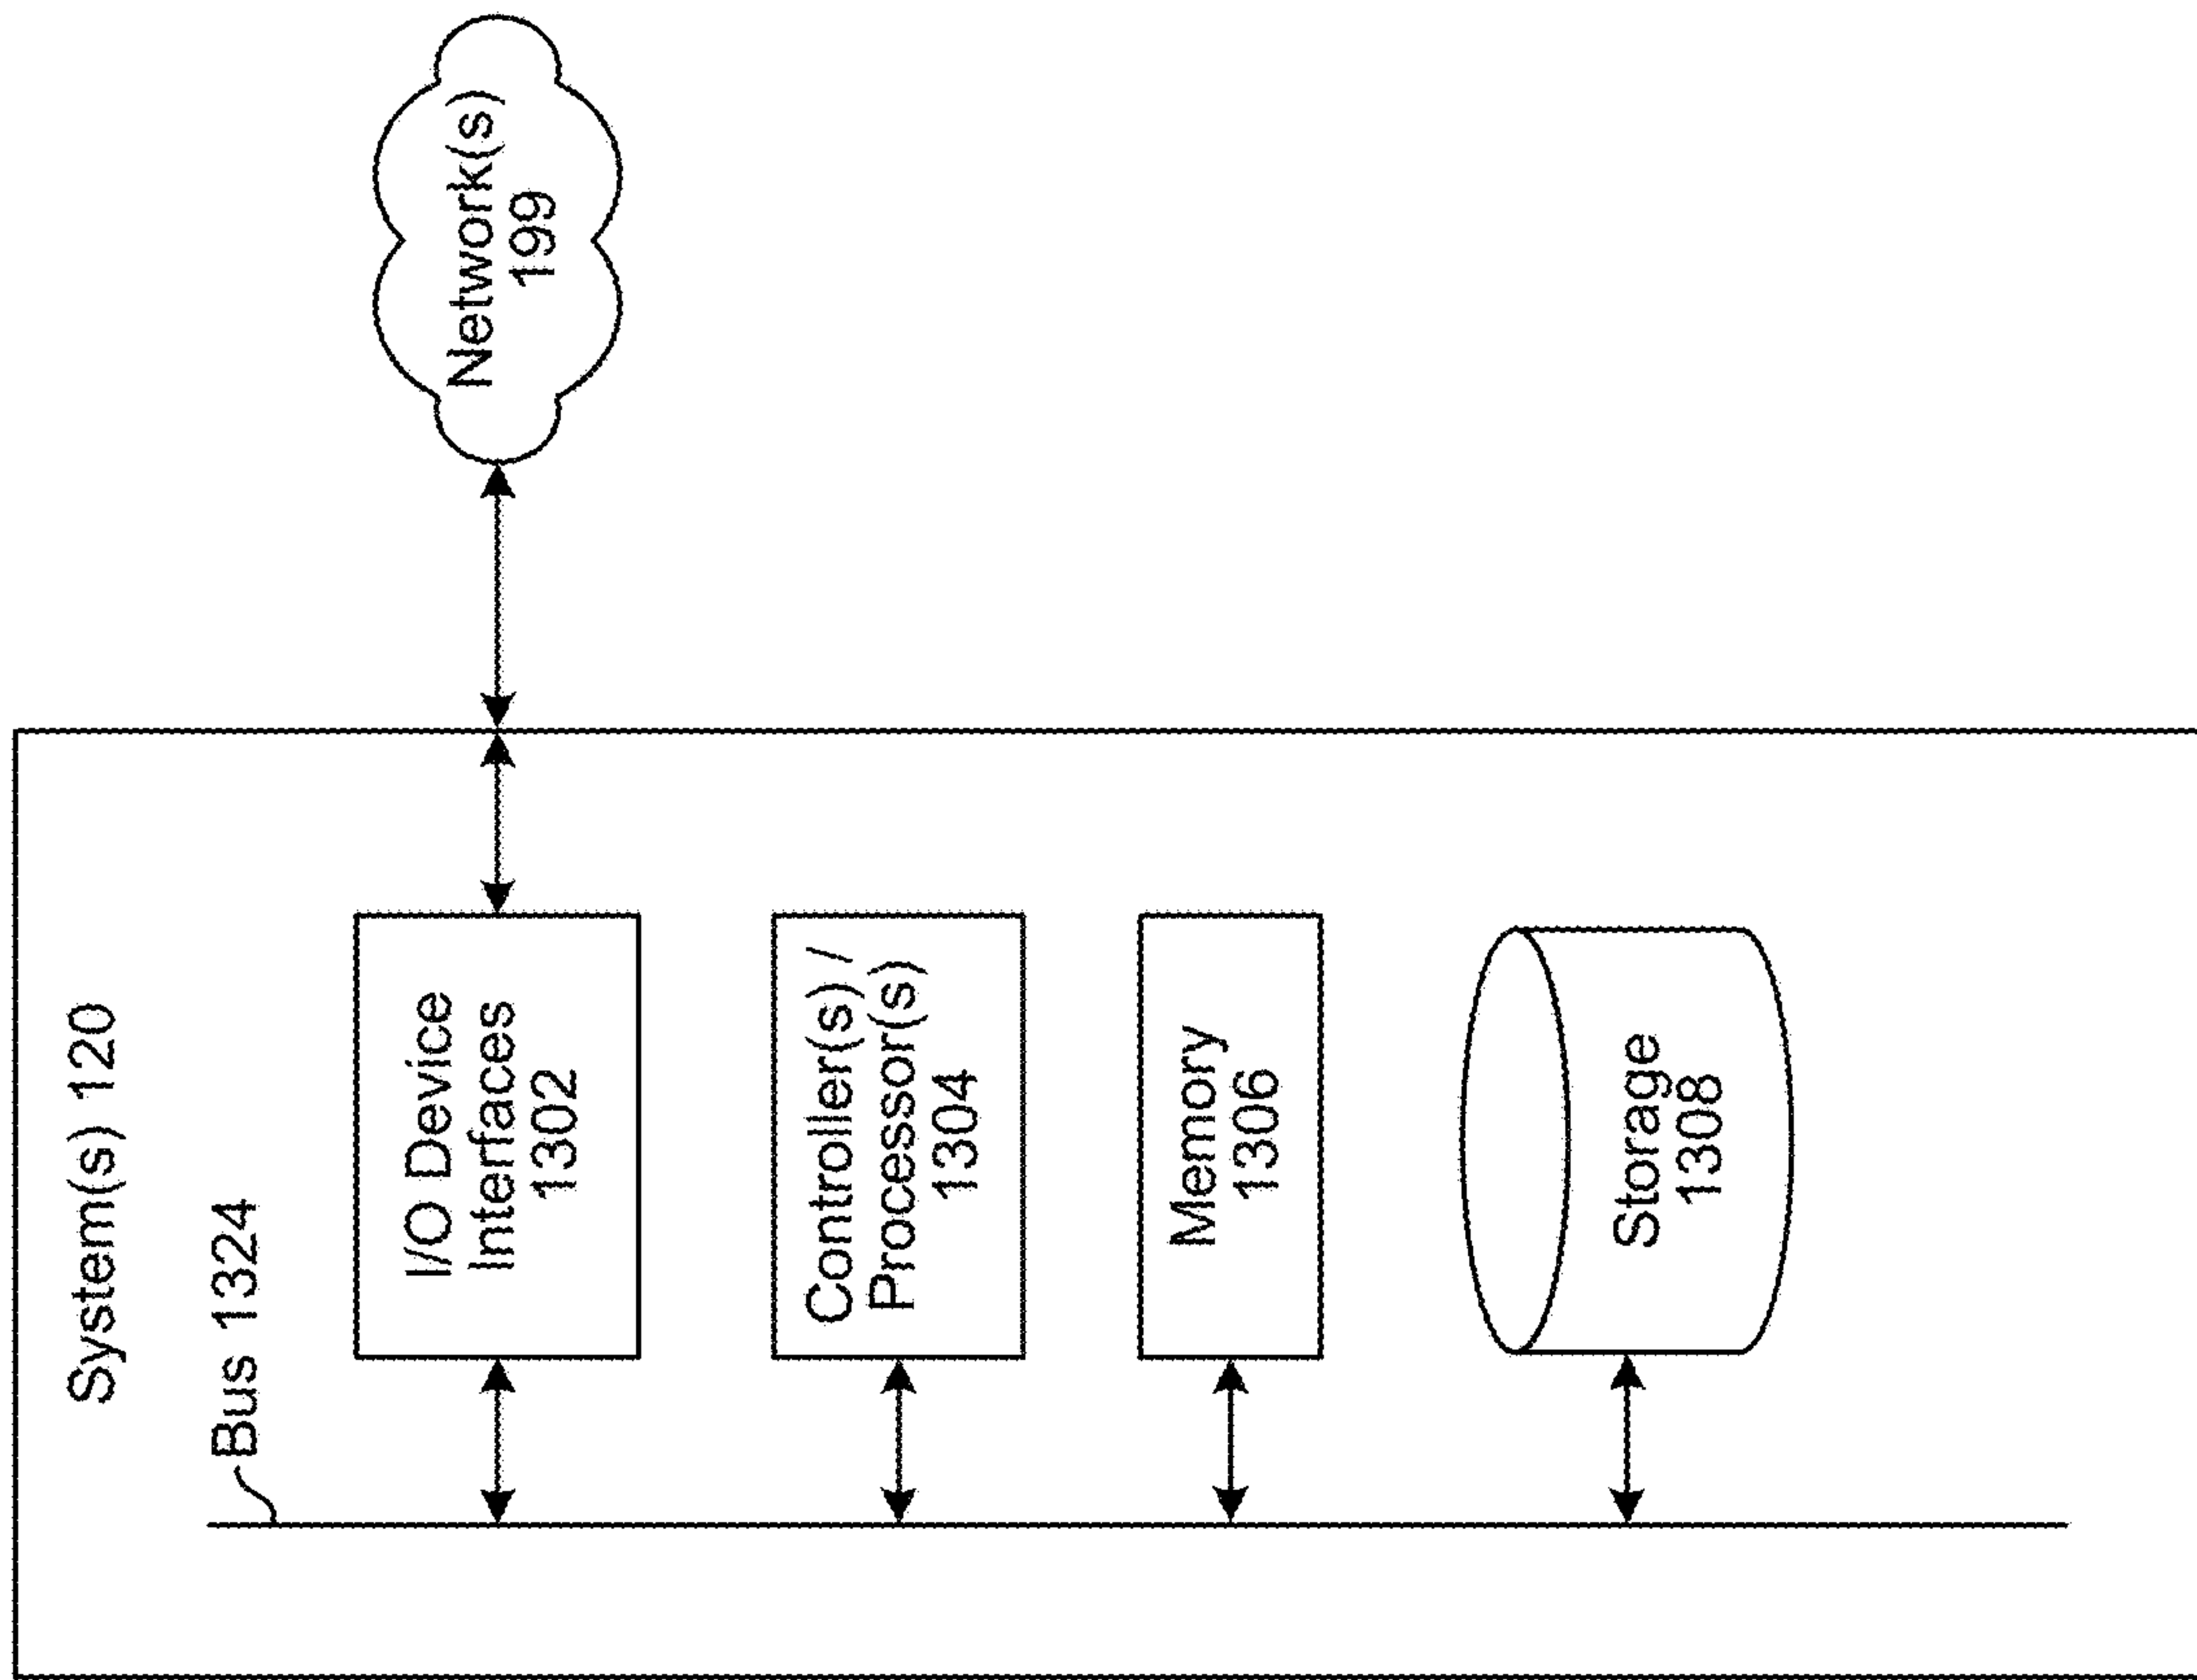 System(s) 120
Bus 1324
I/O Device
Interfaces
1302
Network(s)
199
Controller(s) /
Processor(s)
1304
Memory
1306
Storage
1308